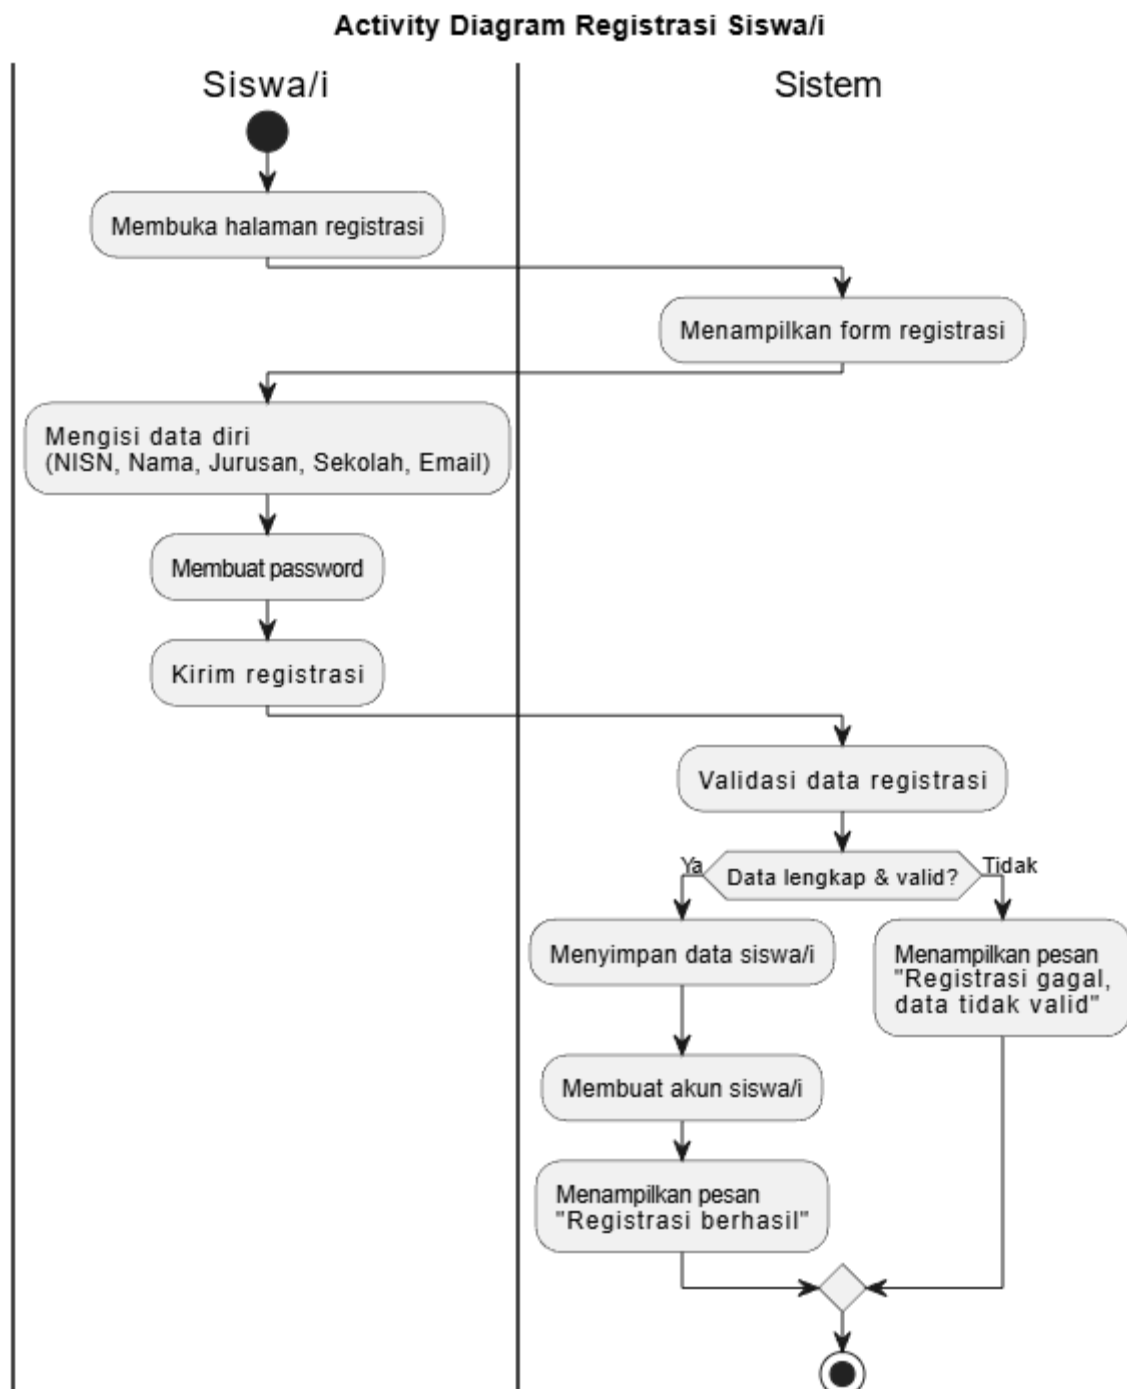 Activity Diagram Registrasi Siswa/i
Siswa/i
Sistem
Membuka halaman registrasi
Menampilkan form registrasi
Mengisi data diri
(NISN, Nama, Jurusan, Sekolah, Email)
Membuat password
Kirim registrasi
Validasi data registrasi
Ya
Data lengkap & valid?
Tidak
Menyimpan data siswa/i
Menampilkan pesan
"Registrasi gagal,
data tidak valid"
Membuat akun siswa/i
Menampilkan pesan
"Registrasi berhasil"